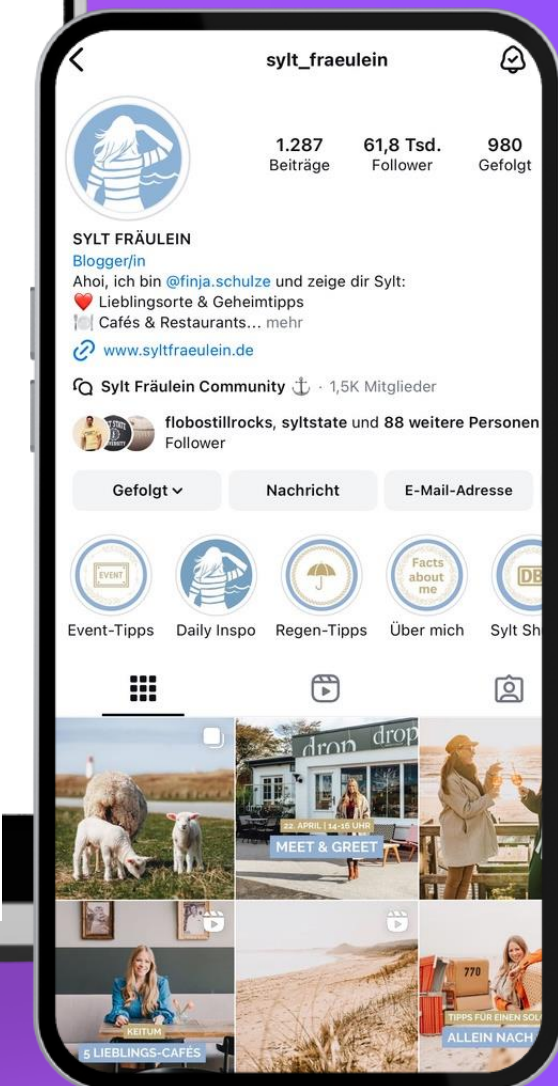 sylt_fraeulein
1.287 61,8 Tsd. 980
Beiträge Follower Gefolgt
SYLT FRÄULEIN
Blogger/in
Ahoi, ich bin @finja.schulze und zeige dir Sylt:
❤️ Lieblingsorte & Geheimtipps
🍽️ Cafés & Restaurants... mehr
www.syltfraeulein.de
Sylt Fräulein Community ⚓ · 1,5K Mitglieder
flobostillrocks, syltstate und 88 weitere Personen
Follower
Gefolgt Nachricht E-Mail-Adresse
EVENT
Facts
about
me
DB
Event-Tipps Daily Inspo Regen-Tipps Über mich Sylt Sh
drop drop
22. APRIL | 14-16 UHR
MEET & GREET
KEITUM
5 LIEBLINGS-CAFÉS
770
TIPPS FÜR EINEN SOL
ALLEIN NACH